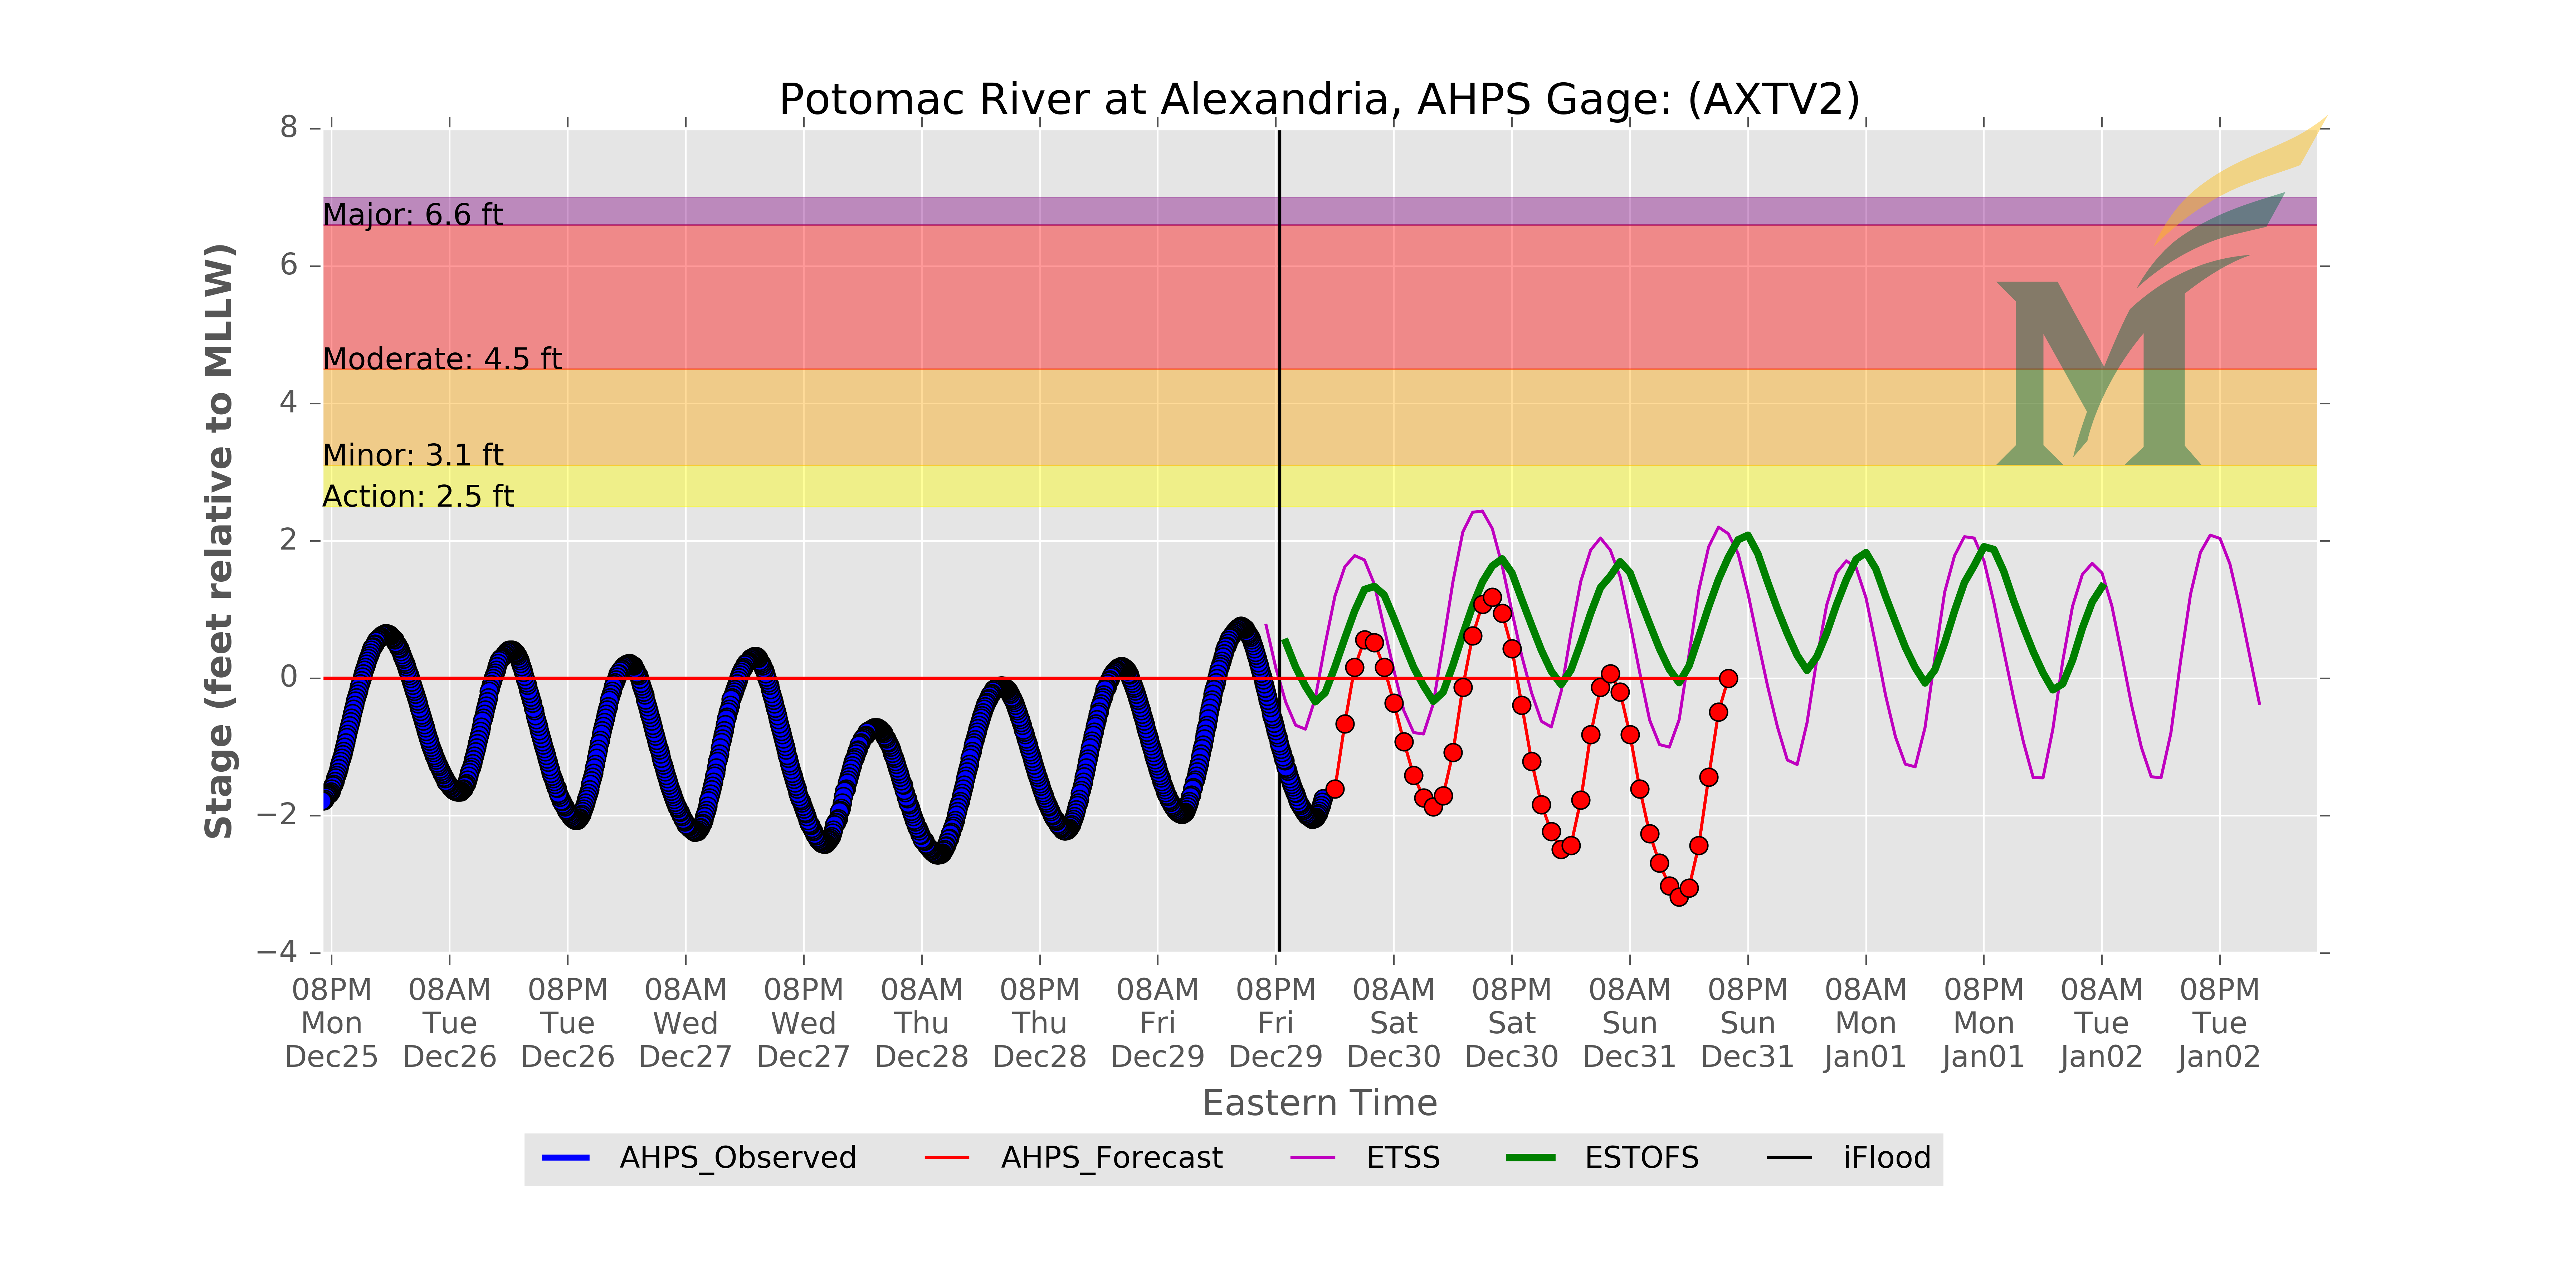 Potomac River at Alexandria, AHPS Gage: (AXTV2)
8
6
4
2
0
−2
−4
Stage (feet relative to MLLW)
Major: 6.6 ft
Moderate: 4.5 ft
Minor: 3.1 ft
Action: 2.5 ft
M
08PM 08AM 08PM 08AM 08PM 08AM 08PM 08AM 08PM 08AM 08PM 08AM 08PM 08AM 08PM 08AM 08PM
Mon Tue Tue Wed Wed Thu Thu Fri Fri Sat Sat Sun Sun Mon Mon Tue Tue
Dec25 Dec26 Dec26 Dec27 Dec27 Dec28 Dec28 Dec29 Dec29 Dec30 Dec30 Dec31 Dec31 Jan01 Jan01 Jan02 Jan02
Eastern Time
AHPS_Observed AHPS_Forecast ETSS ESTOFS iFlood